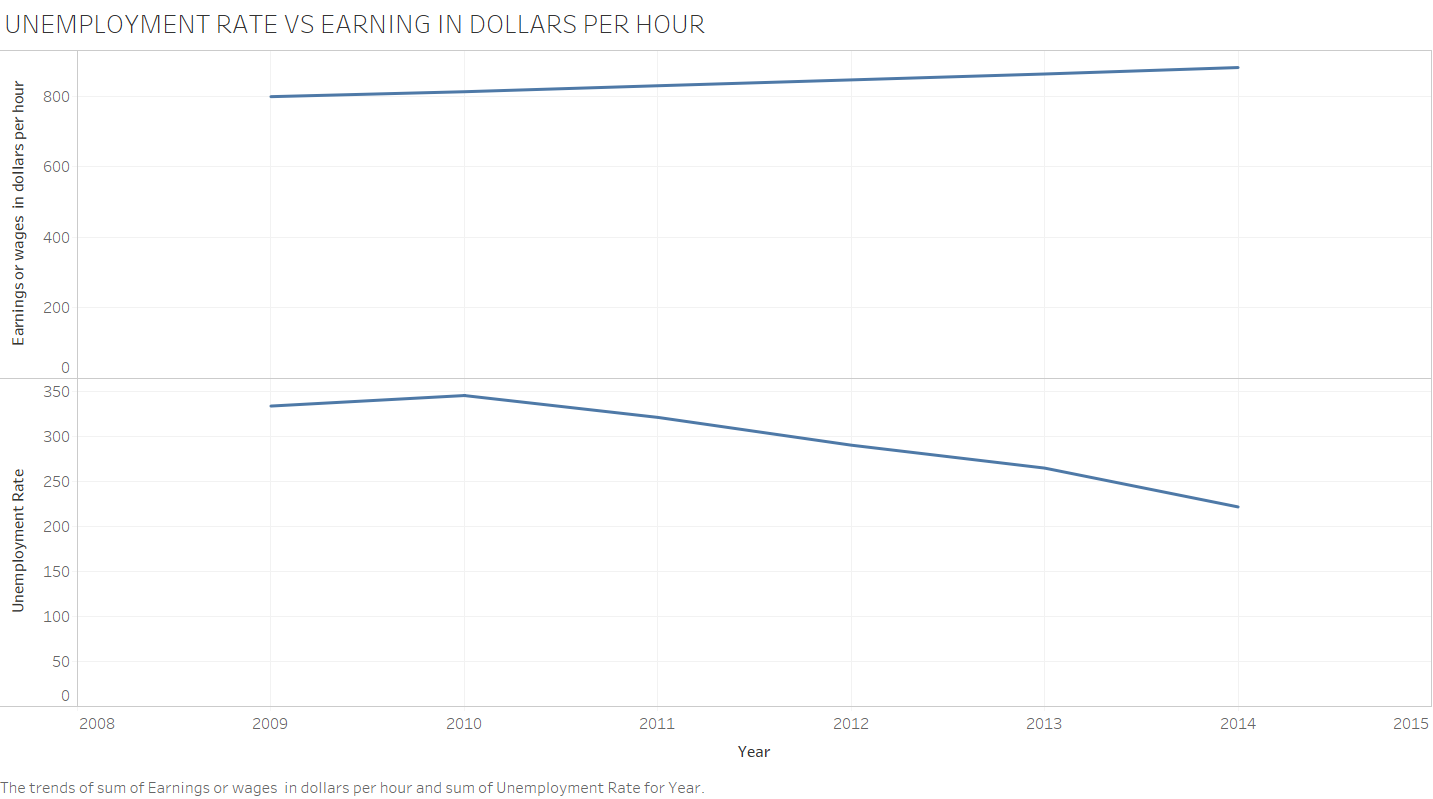 UNEMPLOYMENT RATE VS EARNING IN DOLLARS PER HOUR
Earnings or wages  in dollars per hour
800
600
400
200
0
Unemployment Rate
350
300
250
200
150
100
50
0
2008 2009 2010 2011 2012 2013 2014 2015
Year
The trends of sum of Earnings or wages  in dollars per hour and sum of Unemployment Rate for Year.